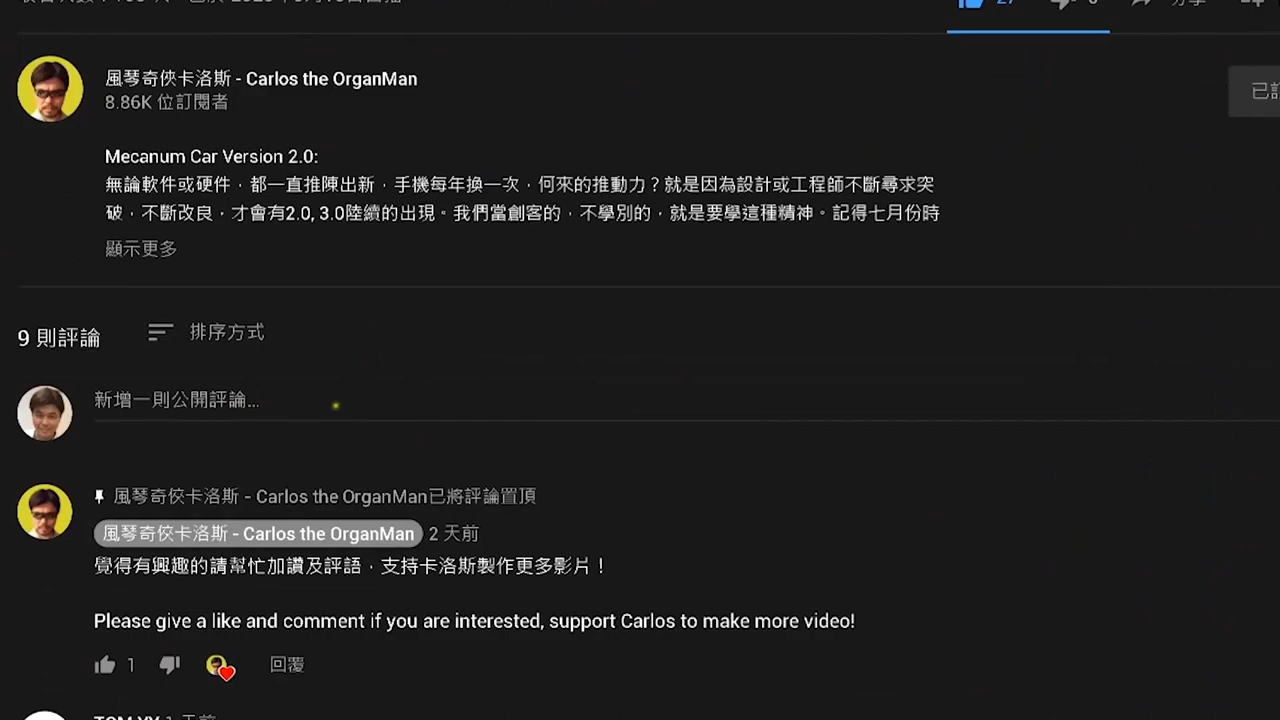 27
風琴奇俠卡洛斯 - Carlos the OrganMan
8.86K 位訂閱者
Mecanum Car Version 2.0:
無論軟件或硬件，都一直推陳出新，手機每年換一次，何來的推動力？就是因為設計或工程師不斷尋求突
破，不斷改良，才會有2.0, 3.0陸續的出現。我們當創客的，不學別的，就是要學這種精神。記得七月份時
顯示更多
9 則評論
排序方式
新增一則公開評論...
風琴奇俠卡洛斯 - Carlos the OrganMan已將評論置頂
風琴奇俠卡洛斯 - Carlos the OrganMan 2 天前
覺得有興趣的請幫忙加讚及評語，支持卡洛斯製作更多影片！
Please give a like and comment if you are interested, support Carlos to make more video!
1
回覆
TOM YY 1 天前